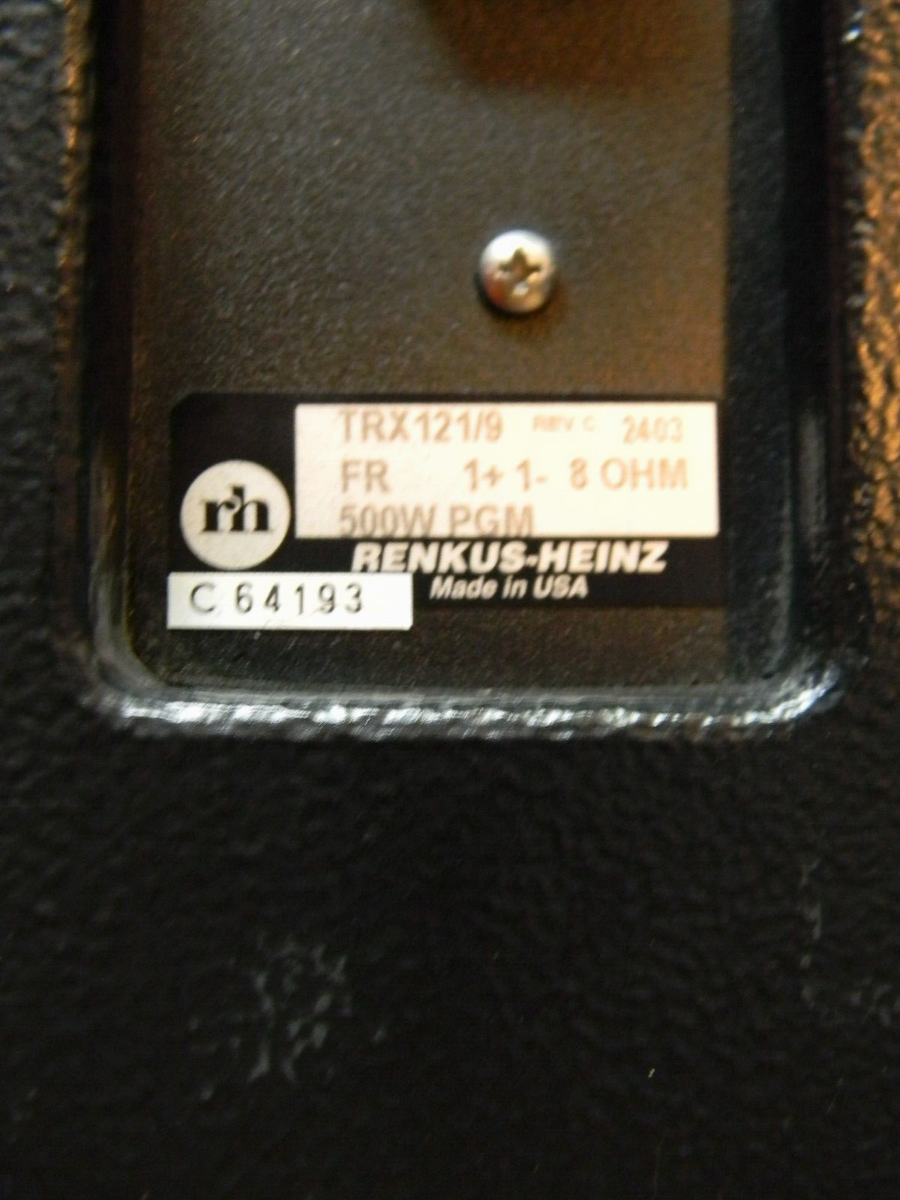 TRX121/9 REV C 2403
FR 1+ 1- 8 OHM
500W PGM
rh
RENKUS-HEINZ
Made in USA
C 64193